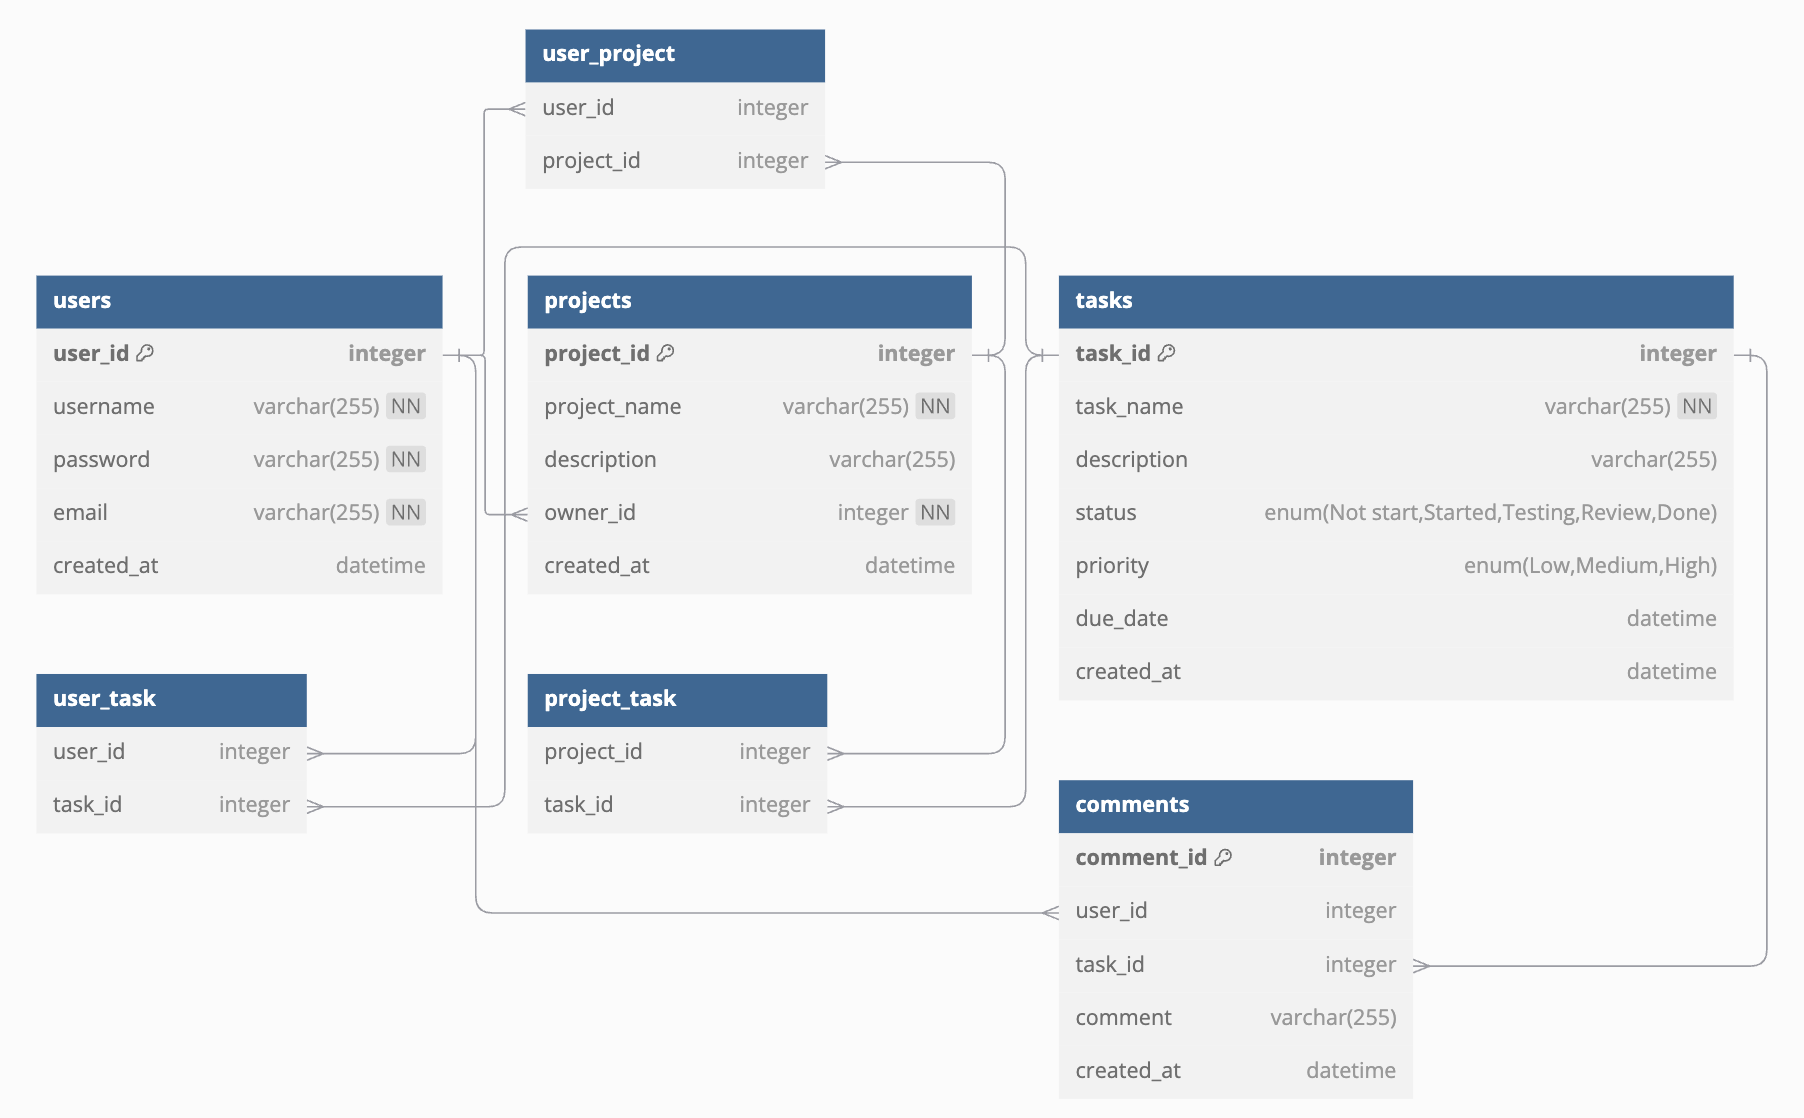 user_project
user_id integer
project_id integer
users
user_id integer
username varchar(255) NN
password varchar(255) NN
email varchar(255) NN
created_at datetime
projects
project_id integer
project_name varchar(255) NN
description varchar(255)
owner_id integer NN
created_at datetime
tasks
task_id integer
task_name varchar(255) NN
description varchar(255)
status enum(Not start,Started,Testing,Review,Done)
priority enum(Low,Medium,High)
due_date datetime
created_at datetime
user_task
user_id integer
task_id integer
project_task
project_id integer
task_id integer
comments
comment_id integer
user_id integer
task_id integer
comment varchar(255)
created_at datetime